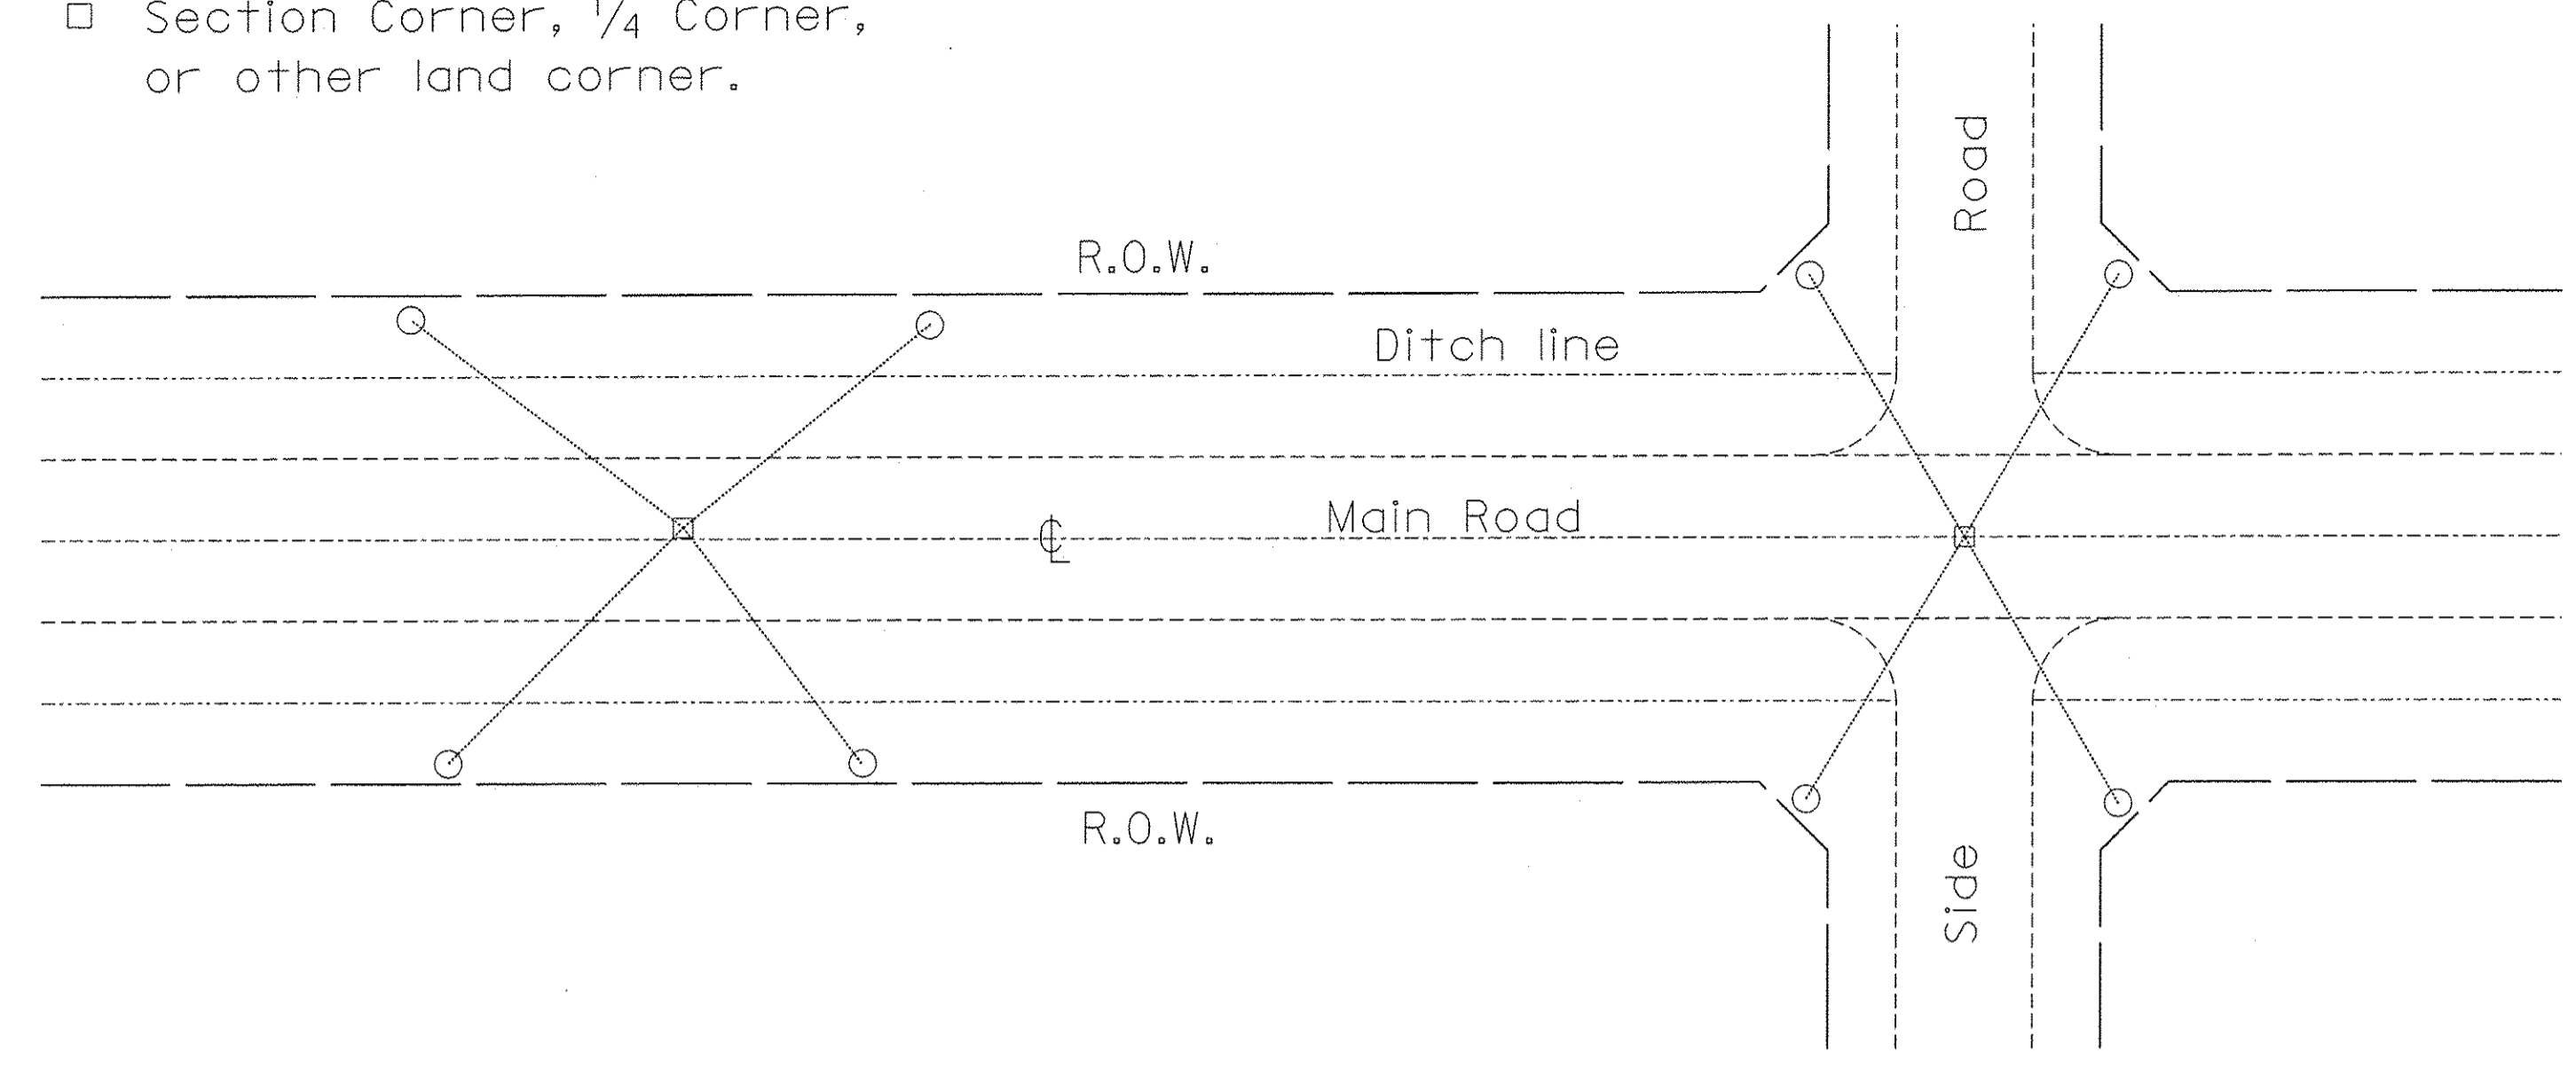 □ Section Corner, 1/4 Corner,
or other land corner.
Road
R.O.W.
Ditch line
Main Road
℄
R.O.W.
Side